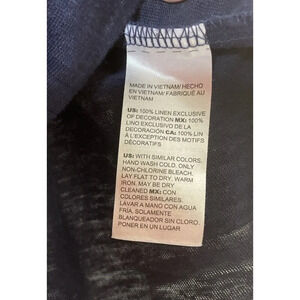 MADE IN VIETNAM/ HECHO
EN VIETNAM/ FABRIQUÉ AU
VIETNAM
US: 100% LINEN EXCLUSIVE
OF DECORATION MX: 100%
LINO EXCLUSIVO DE LA
DECORACIÓN CA: 100% LIN
À L'EXCEPTION DES MOTIFS
DÉCORATIFS
US: WITH SIMILAR COLORS.
HAND WASH COLD. ONLY
NON-CHLORINE BLEACH.
LAY FLAT TO DRY. WARM
IRON. MAY BE DRY
CLEANED MX: CON
COLORES SIMILARES.
LAVAR A MANO CON AGUA
FRIA. SOLAMENTE
BLANQUEADOR SIN CLORO.
PONER EN UN LUGAR